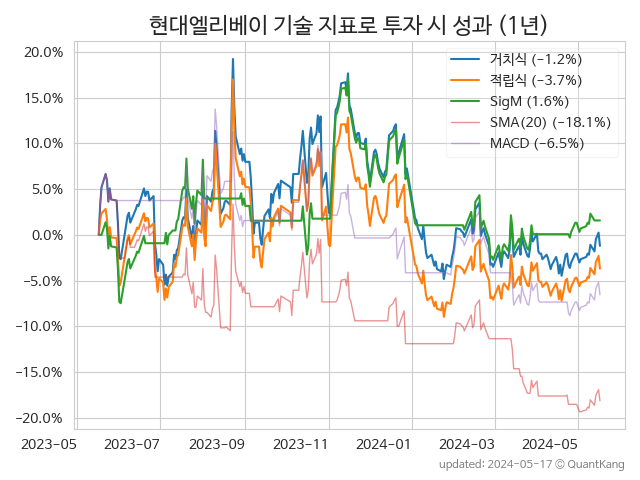 현대엘리베이 기술 지표로 투자 시 성과 (1년)
20.0%
15.0%
10.0%
5.0%
0.0%
−5.0%
−10.0%
−15.0%
−20.0%
거치식 (−1.2%)
적립식 (−3.7%)
SigM (1.6%)
SMA(20) (−18.1%)
MACD (−6.5%)
2023-05
2023-07
2023-09
2023-11
2024-01
2024-03
2024-05
updated: 2024-05-17 © QuantKang